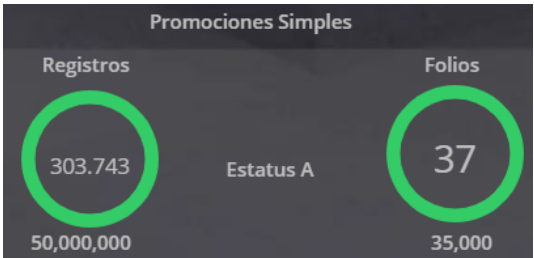 Promociones Simples
Registros
Folios
303.743
Estatus A
37
50,000,000
35,000